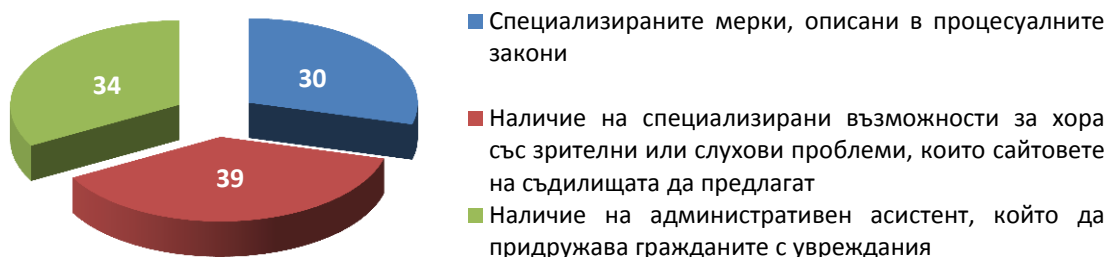 30
34
39
Специализираните мерки, описани в процесуалните
закони
Наличие на специализирани възможности за хора
със зрителни или слухови проблеми, които сайтовете
на съдилищата да предлагат
Наличие на административен асистент, който да
придружава гражданите с увреждания